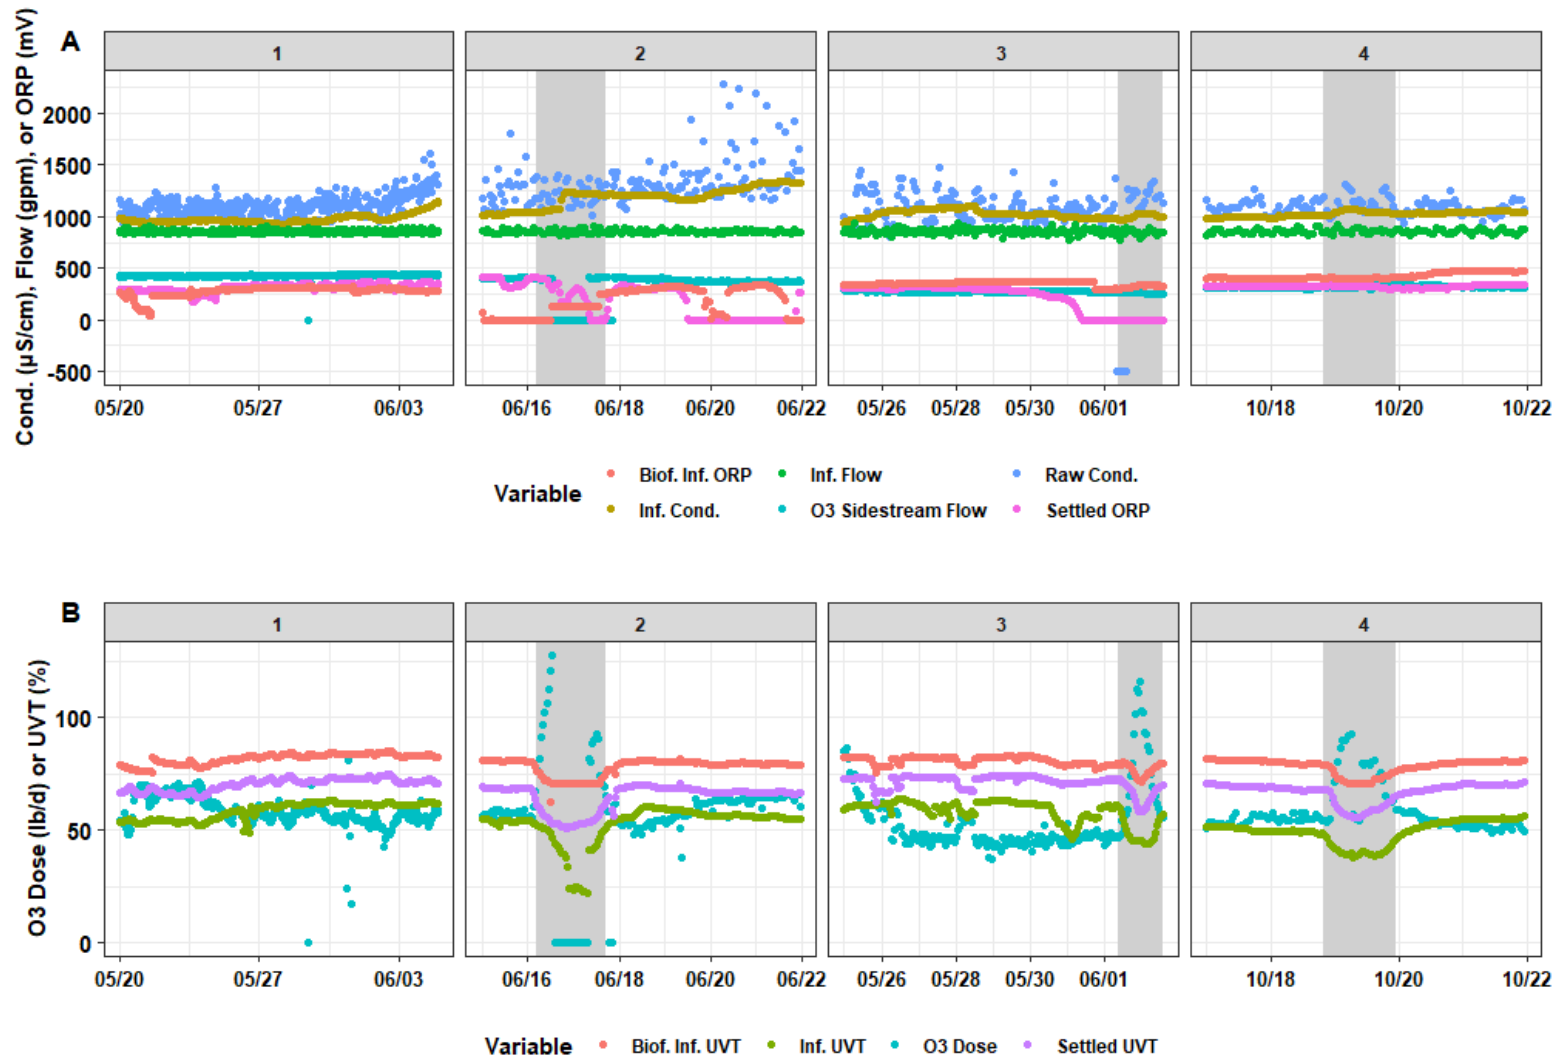 A
Cond. (µS/cm), Flow (gpm), or ORP (mV)
1
2
3
4
2000
1500
1000
500
0
-500
05/20
05/27
06/03
06/16
06/18
06/20
06/22
05/26
05/28
05/30
06/01
10/18
10/20
10/22
Variable
Biof. Inf. ORP
Inf. Flow
Raw Cond.
Inf. Cond.
O3 Sidestream Flow
Settled ORP
B
O3 Dose (lb/d) or UVT (%)
1
2
3
4
100
50
0
05/20
05/27
06/03
06/16
06/18
06/20
06/22
05/26
05/28
05/30
06/01
10/18
10/20
10/22
Variable
Biof. Inf. UVT
Inf. UVT
O3 Dose
Settled UVT